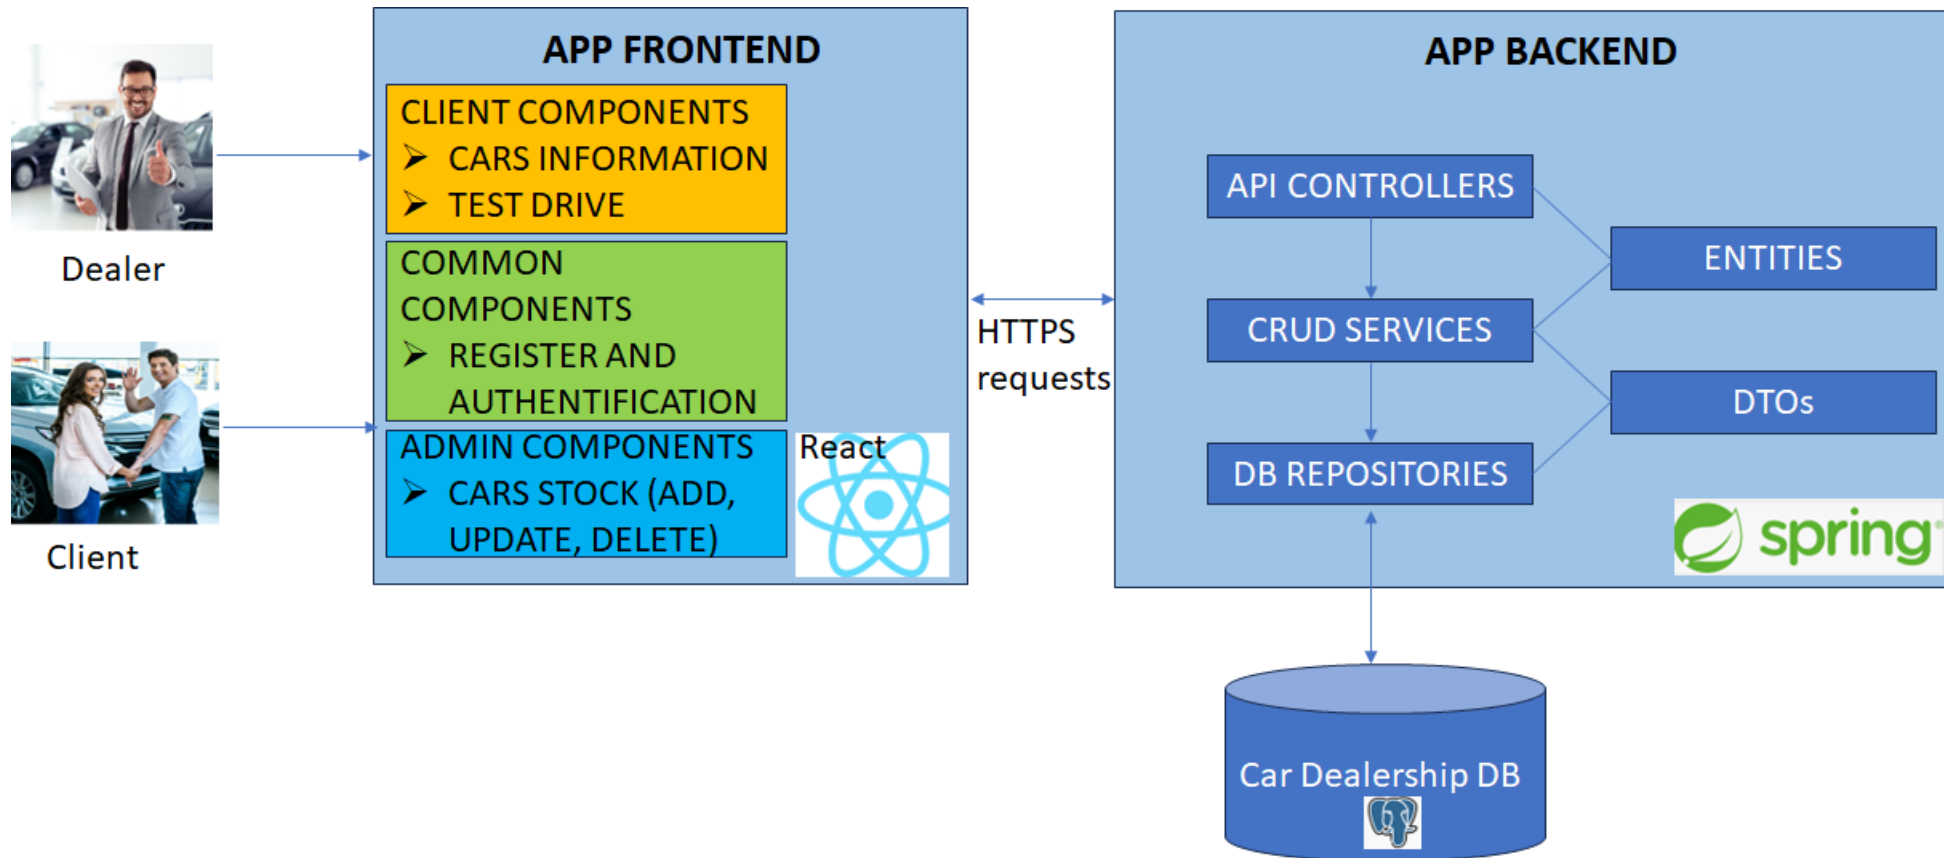 Dealer
Client
APP FRONTEND
CLIENT COMPONENTS
➢ CARS INFORMATION
➢ TEST DRIVE
COMMON
COMPONENTS
➢ REGISTER AND
AUTHENTIFICATION
ADMIN COMPONENTS
➢ CARS STOCK (ADD,
UPDATE, DELETE)
React
HTTPS
requests
APP BACKEND
API CONTROLLERS
CRUD SERVICES
DB REPOSITORIES
ENTITIES
DTOs
spring
Car Dealership DB